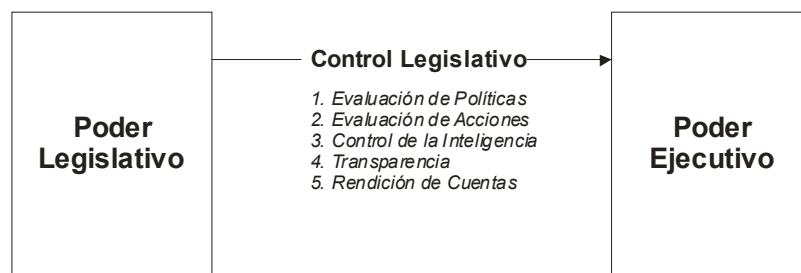 Control Legislativo
1. Evaluación de Políticas
2. Evaluación de Acciones
3. Control de la Inteligencia
4. Transparencia
5. Rendición de Cuentas
Poder
Legislativo
Poder
Ejecutivo